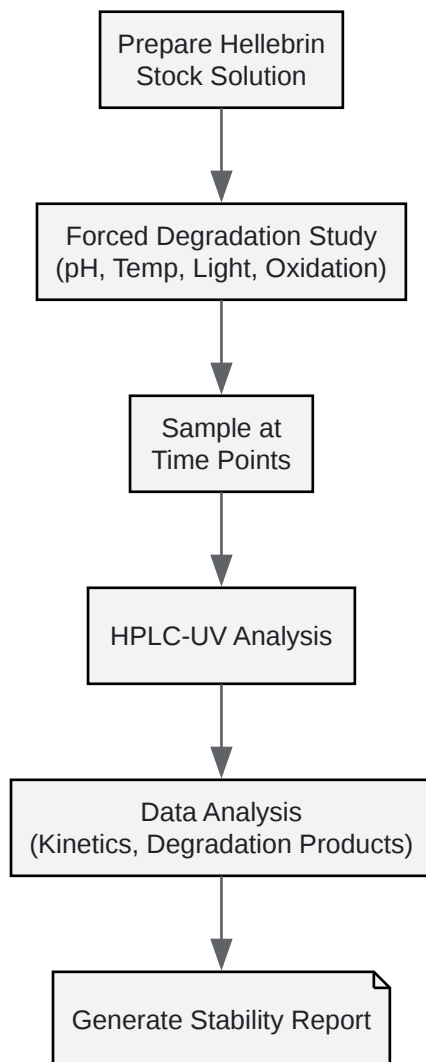 Prepare Hellebrin
Stock Solution
Forced Degradation Study
(pH, Temp, Light, Oxidation)
Sample at
Time Points
HPLC-UV Analysis
Data Analysis
(Kinetics, Degradation Products)
Generate Stability Report